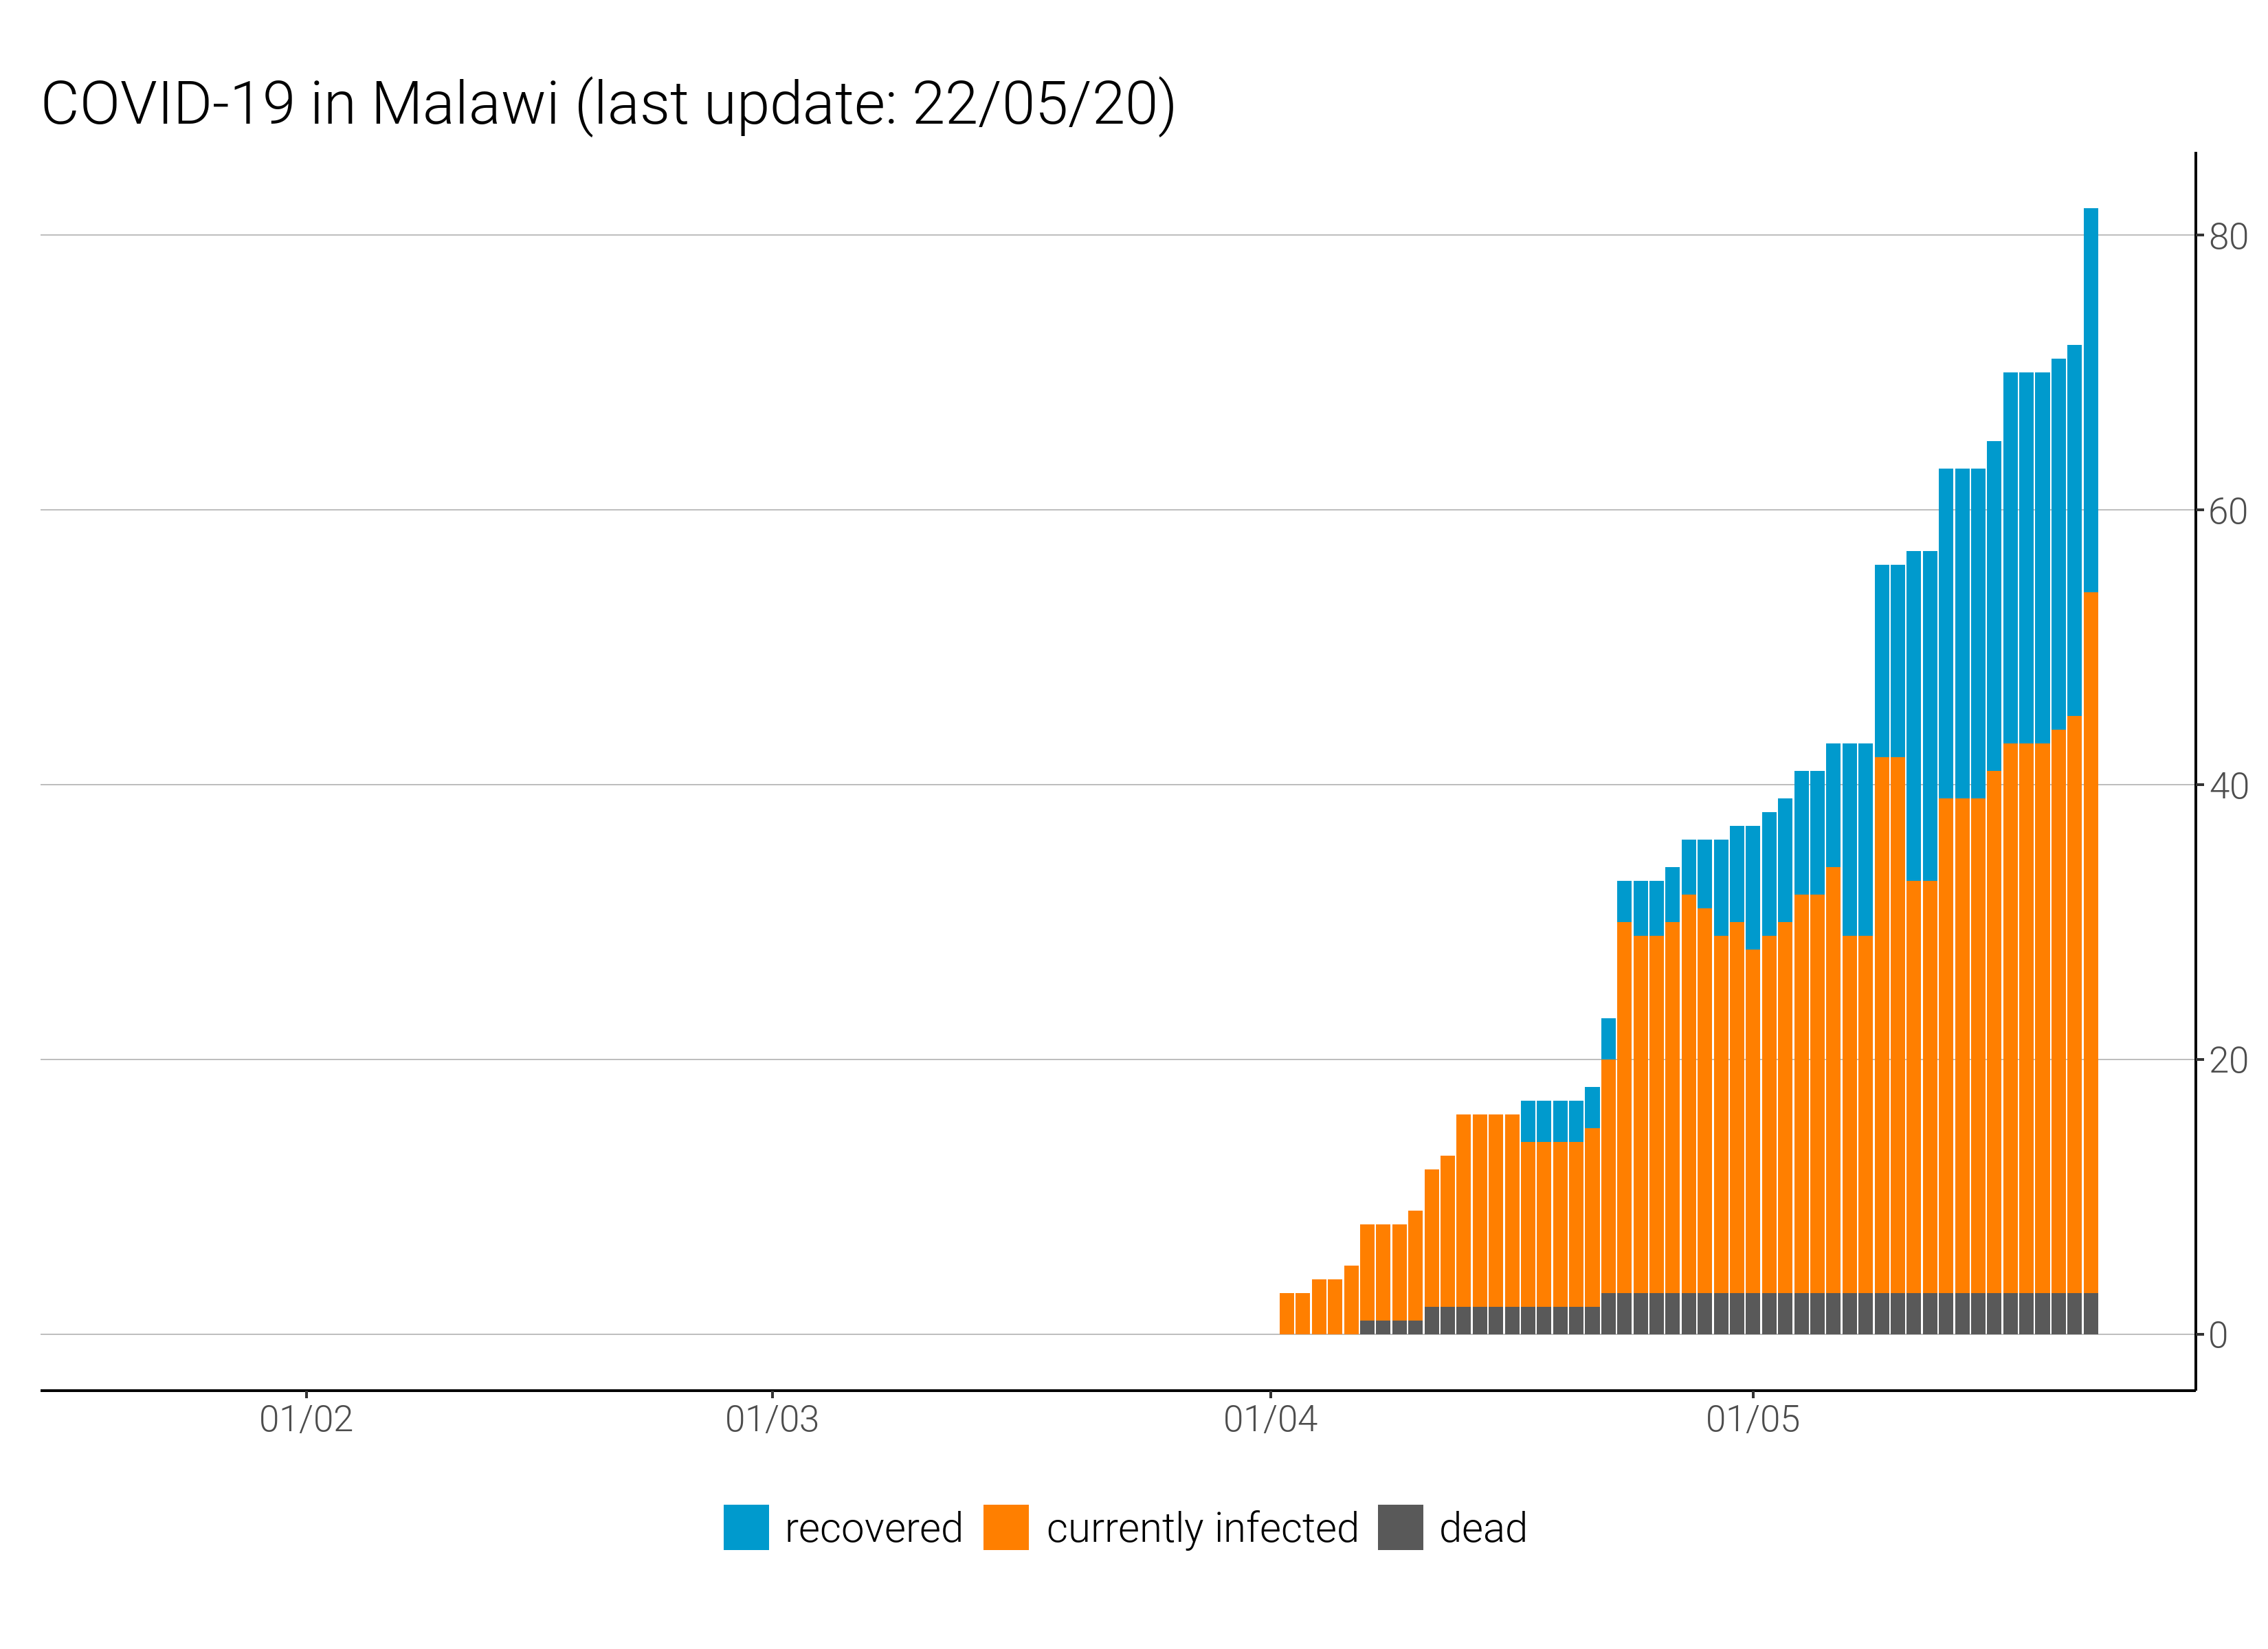 COVID-19 in Malawi (last update: 22/05/20)
80
60
40
20
0
01/02 01/03 01/04 01/05
recovered currently infected dead